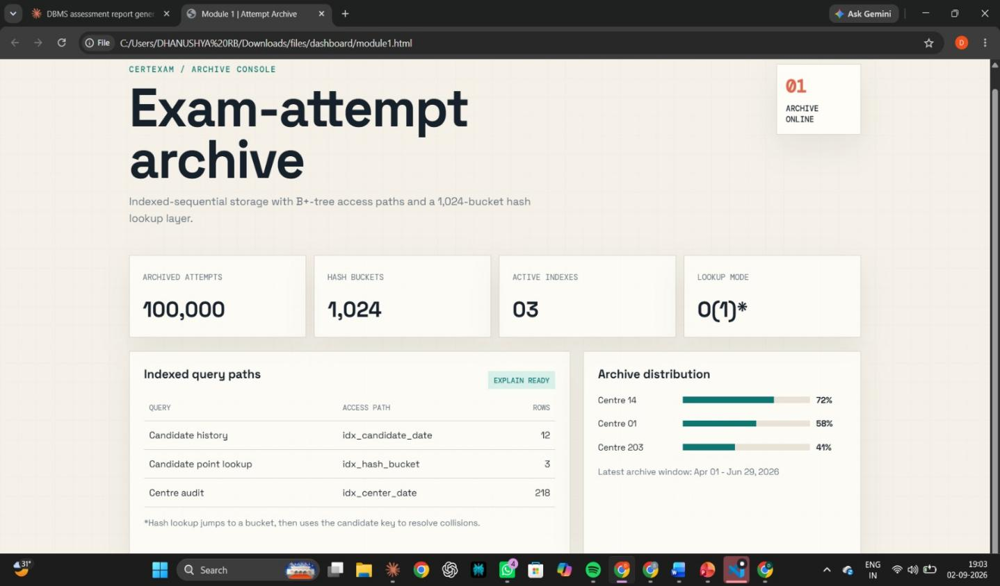 DBMS assessment report gener
Module 1 | Attempt Archive
Ask Gemini
File
C:/Users/DHANUSHYA%20RB/Downloads/files/dashboard/module1.html
D
CERTEXAM / ARCHIVE CONSOLE
Exam-attempt
archive
Indexed-sequential storage with B+-tree access paths and a 1,024-bucket hash
lookup layer.
01
ARCHIVE
ONLINE
ARCHIVED ATTEMPTS
100,000
HASH BUCKETS
1,024
ACTIVE INDEXES
03
LOOKUP MODE
O(1)*
Indexed query paths
EXPLAIN READY
QUERY ACCESS PATH ROWS
Candidate history idx_candidate_date 12
Candidate point lookup idx_hash_bucket 3
Centre audit idx_center_date 218
*Hash lookup jumps to a bucket, then uses the candidate key to resolve collisions.
Archive distribution
Centre 14 72%
Centre 01 58%
Centre 203 41%
Latest archive window: Apr 01 - Jun 29, 2026
31°
Search
4
ENG
IN
19:03
02-09-2026